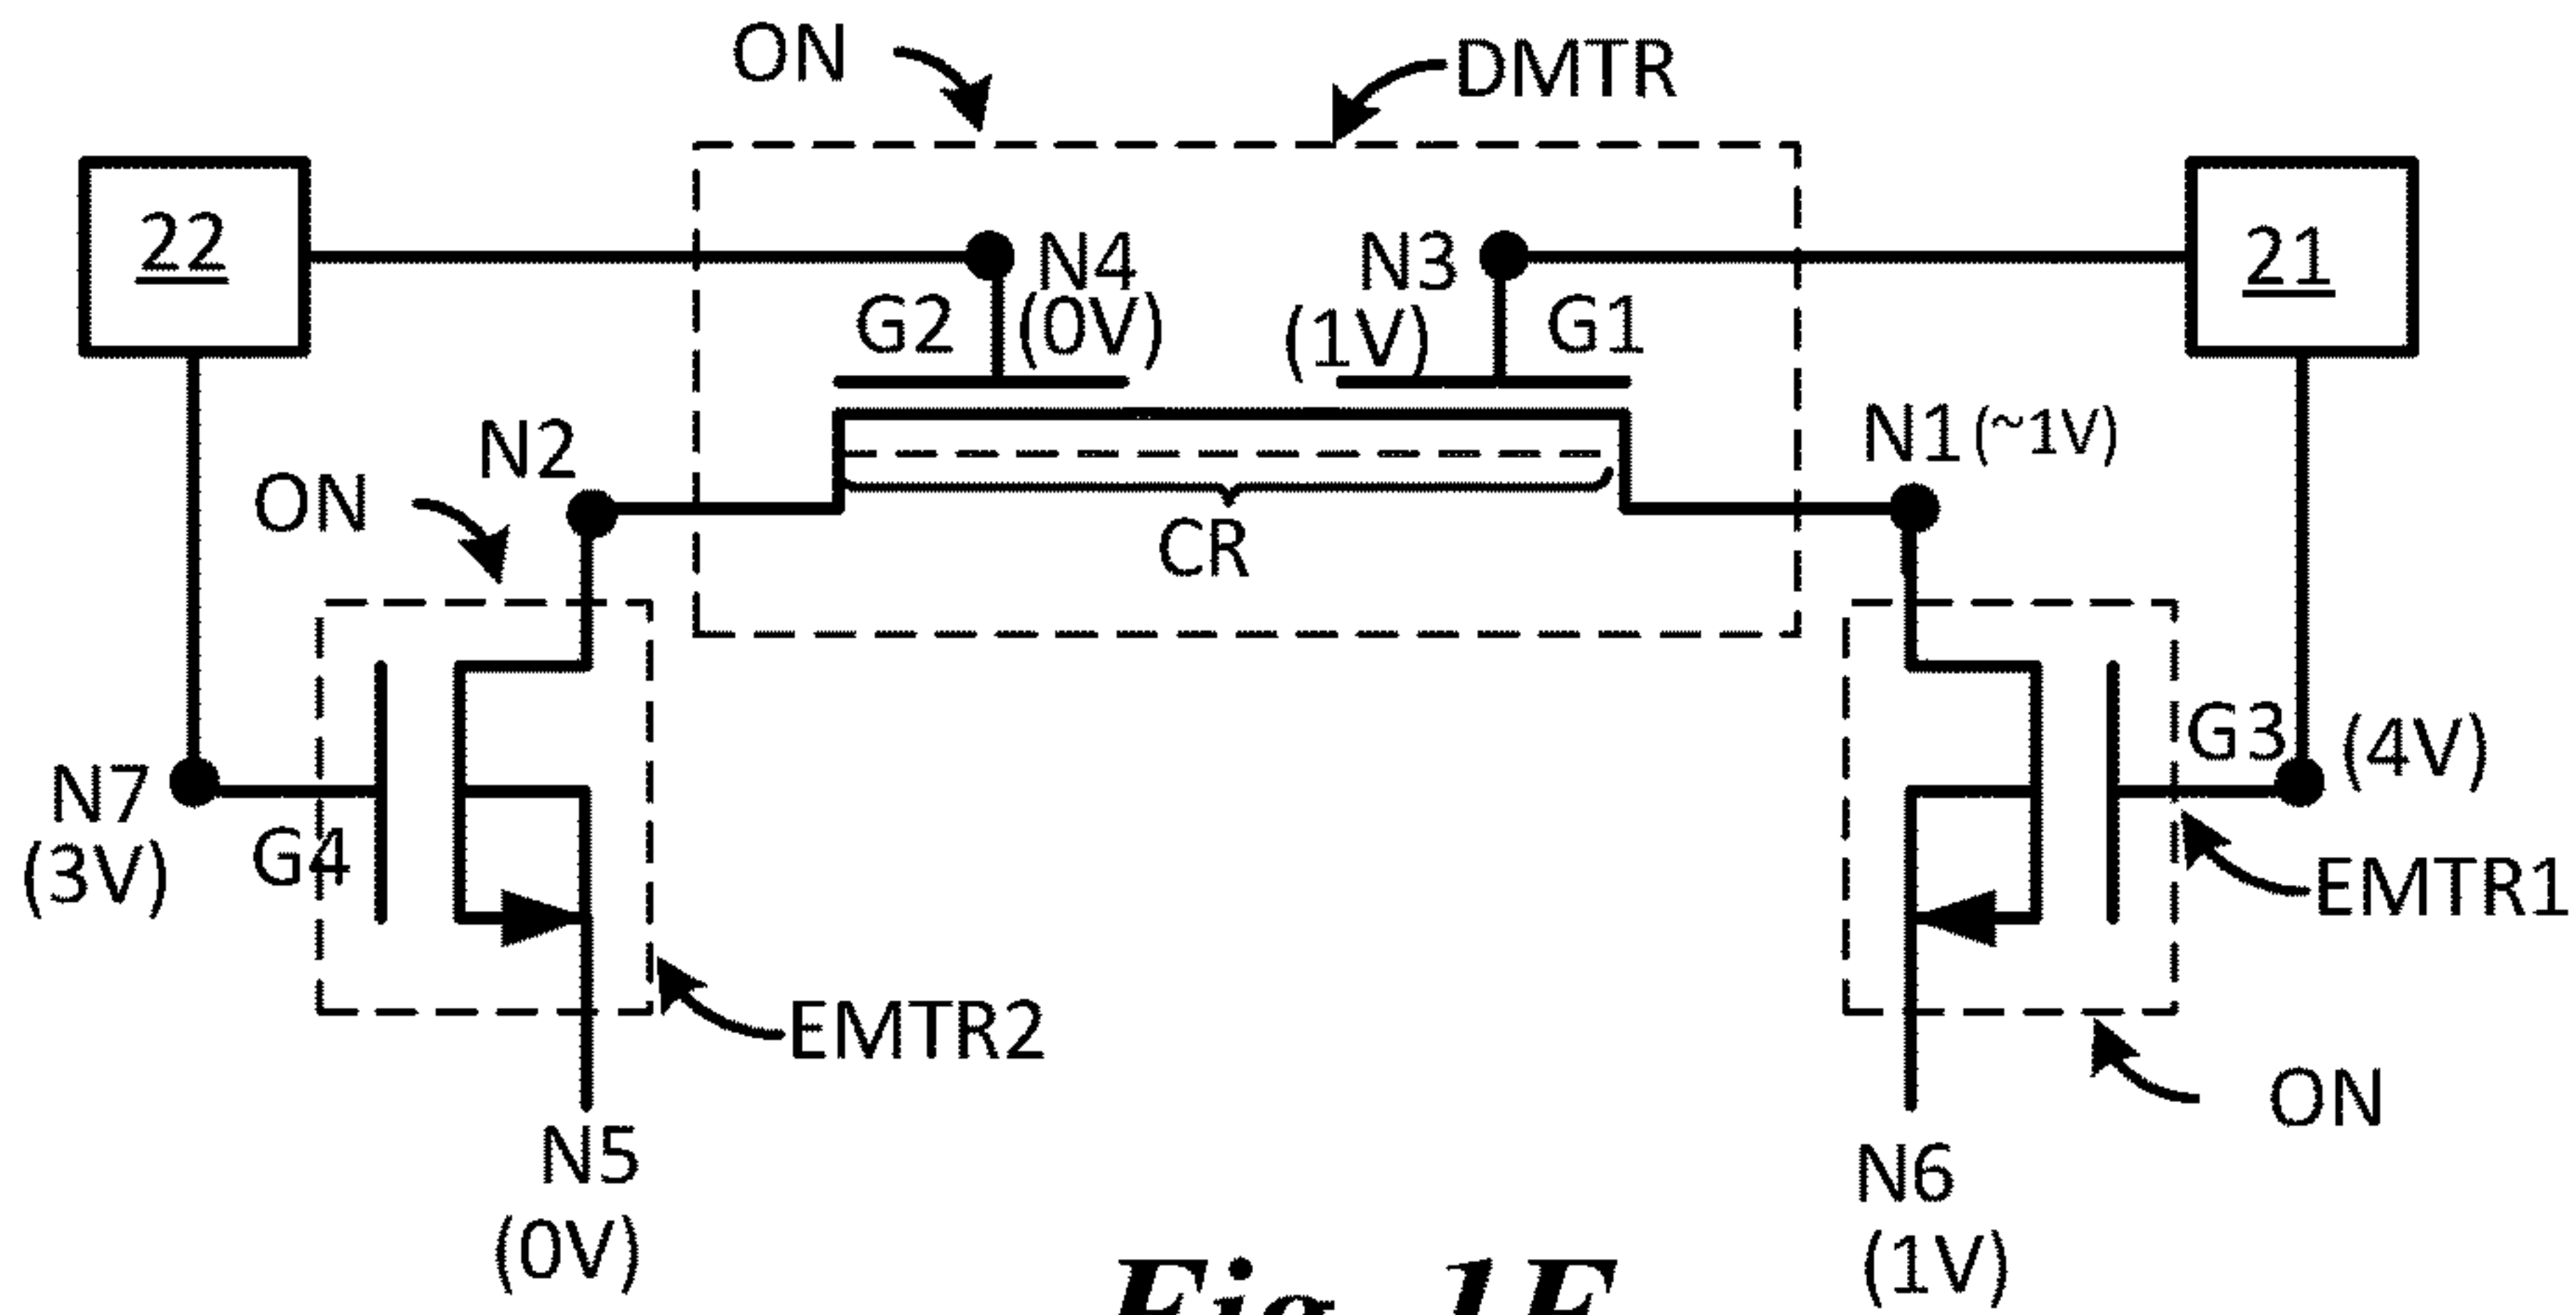 ON
DMTR
22
N4
N3
21
G2
(0V)
(1V)
G1
N2
N1 (~1V)
ON
CR
G3
(4V)
N7
(3V)
G4
EMTR1
EMTR2
ON
N5
(0V)
N6
(1V)